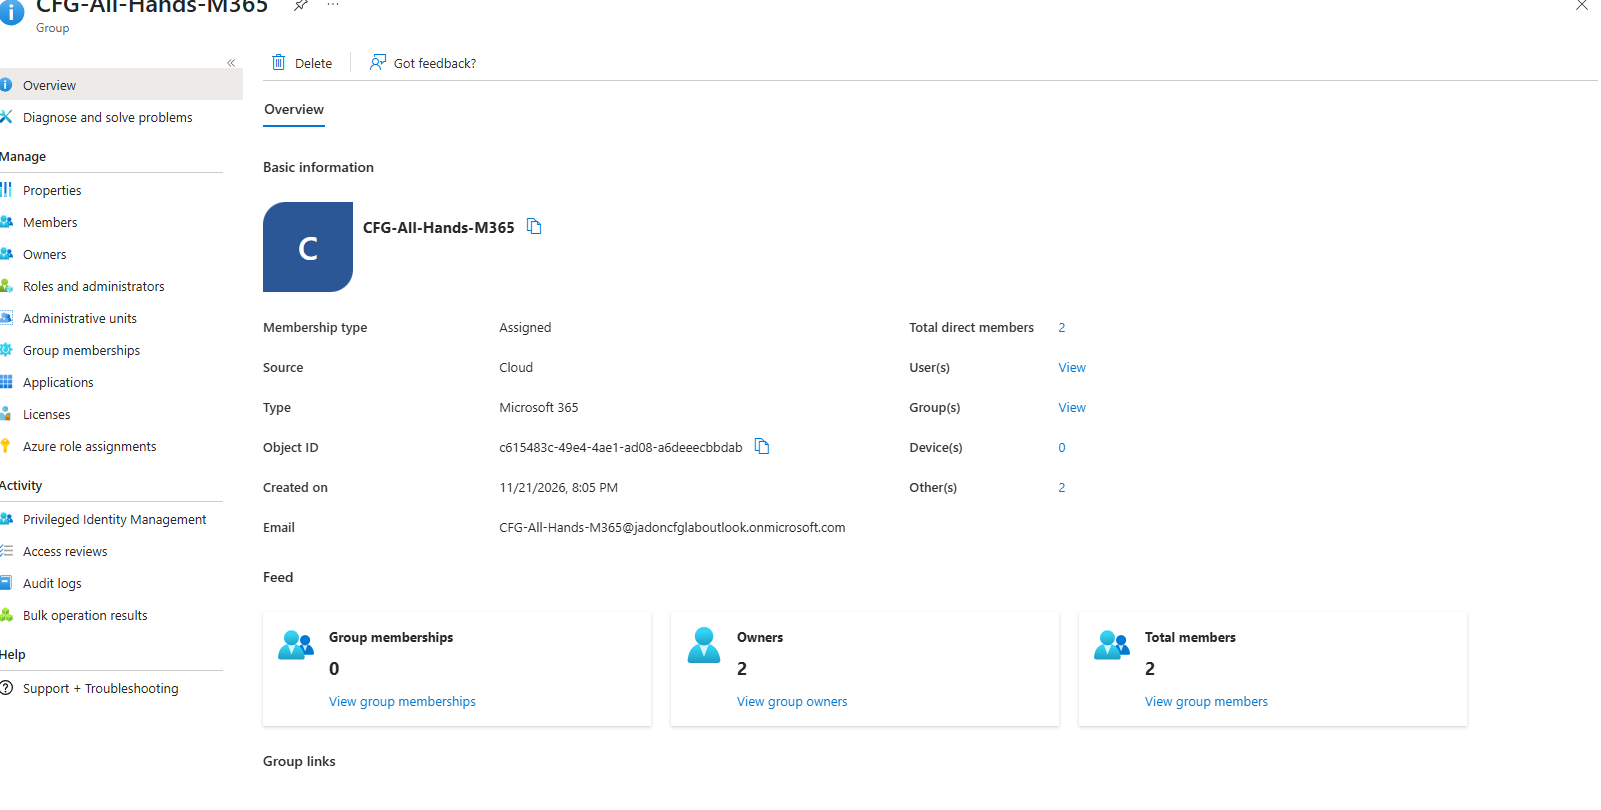 CFG-All-Hands-M365
Group
Overview
Diagnose and solve problems
Manage
Properties
Members
Owners
Roles and administrators
Administrative units
Group memberships
Applications
Licenses
Azure role assignments
Activity
Privileged Identity Management
Access reviews
Audit logs
Bulk operation results
Help
Support + Troubleshooting
Delete
Got feedback?
Overview
Basic information
C
CFG-All-Hands-M365
Membership type Assigned Total direct members 2
Source Cloud User(s) View
Type Microsoft 365 Group(s) View
Object ID c615483c-49e4-4ae1-ad08-a6deeecbbdab Device(s) 0
Created on 11/21/2026, 8:05 PM Other(s) 2
Email CFG-All-Hands-M365@jadoncfglaboutlook.onmicrosoft.com
Feed
Group memberships
0
View group memberships
Owners
2
View group owners
Total members
2
View group members
Group links